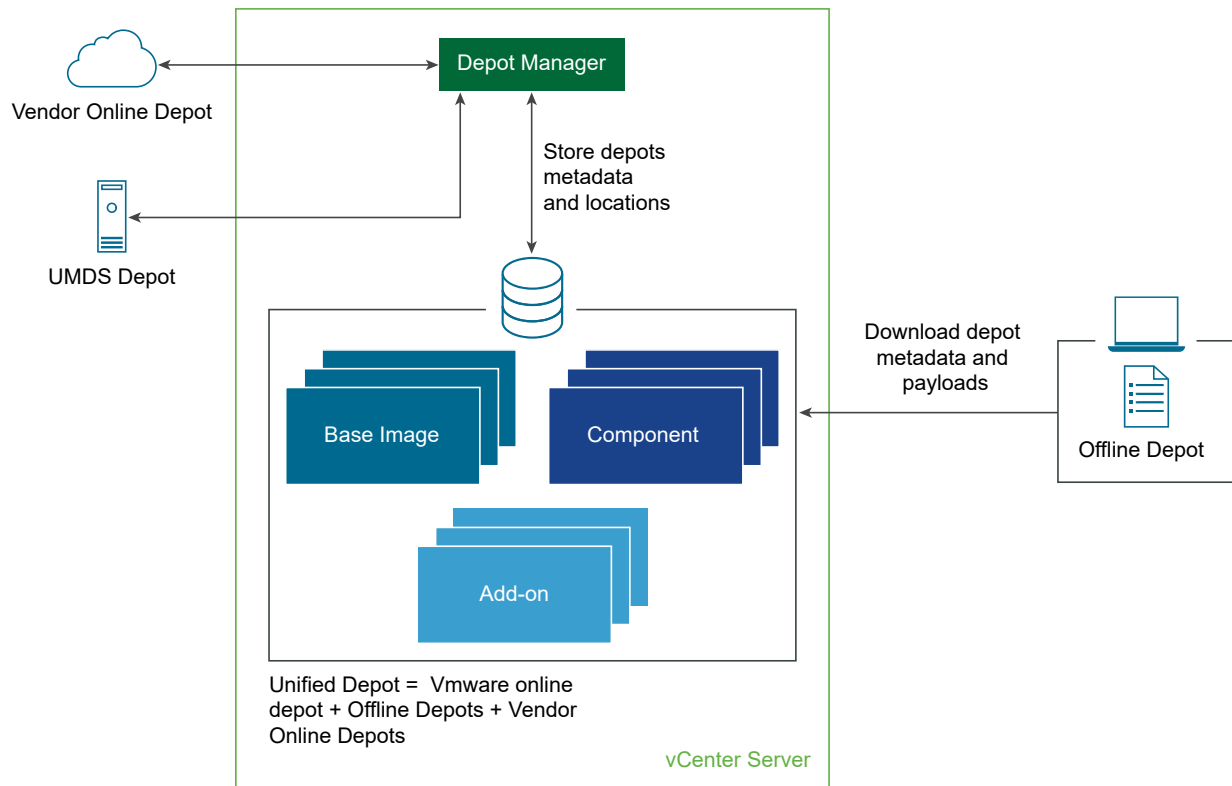 Depot Manager
Vendor Online Depot
Store depots
metadata
and locations
UMDS Depot
Download depot
metadata and
payloads
Base Image
Component
Offline Depot
Add-on
Unified Depot = Vmware online
depot + Offline Depots + Vendor
Online Depots
vCenter Server